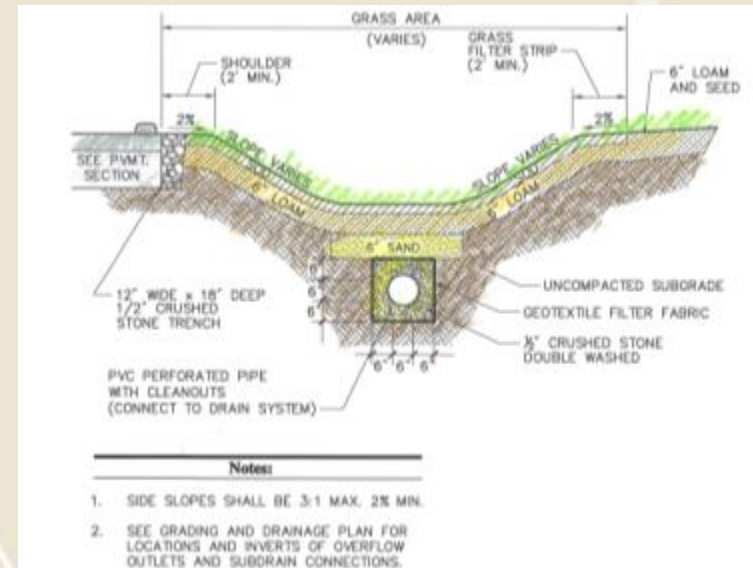 GRASS AREA
(VARIES)
SHOULDER
(2' MIN.)
GRASS
FILTER STRIP
(2' MIN.)
6" LOAM
AND SEED
2%
2%
SEE PVMT.
SECTION
SLOPE VARIES
SOD
6" LOAM
SLOPE VARIES
SOD
6" LOAM
6" SAND
6"
6"
6"
12" WIDE x 18" DEEP
1/2" CRUSHED
STONE TRENCH
UNCOMPACTED SUBGRADE
GEOTEXTILE FILTER FABRIC
½" CRUSHED STONE
DOUBLE WASHED
6" 6" 6"
PVC PERFORATED PIPE
WITH CLEANOUTS
(CONNECT TO DRAIN SYSTEM)
Notes:
1. SIDE SLOPES SHALL BE 3:1 MAX. 2% MIN.
2. SEE GRADING AND DRAINAGE PLAN FOR
LOCATIONS AND INVERTS OF OVERFLOW
OUTLETS AND SUBDRAIN CONNECTIONS.